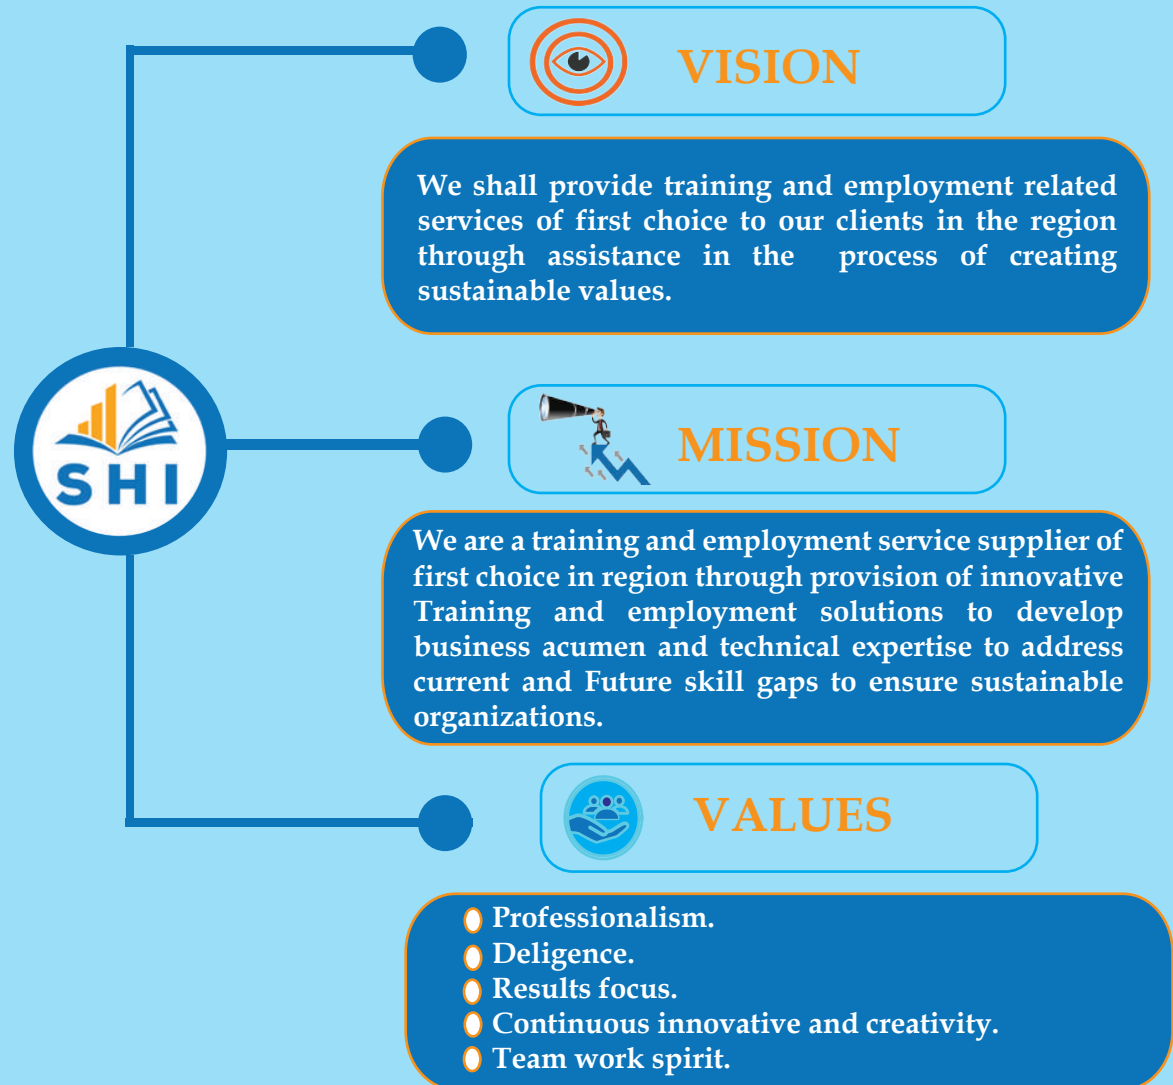 VISION
We shall provide training and employment related
services of first choice to our clients in the region
through assistance in the process of creating
sustainable values.
SHI
MISSION
We are a training and employment service supplier of
first choice in region through provision of innovative
Training and employment solutions to develop
business acumen and technical expertise to address
current and Future skill gaps to ensure sustainable
organizations.
VALUES
Professionalism.
Deligence.
Results focus.
Continuous innovative and creativity.
Team work spirit.